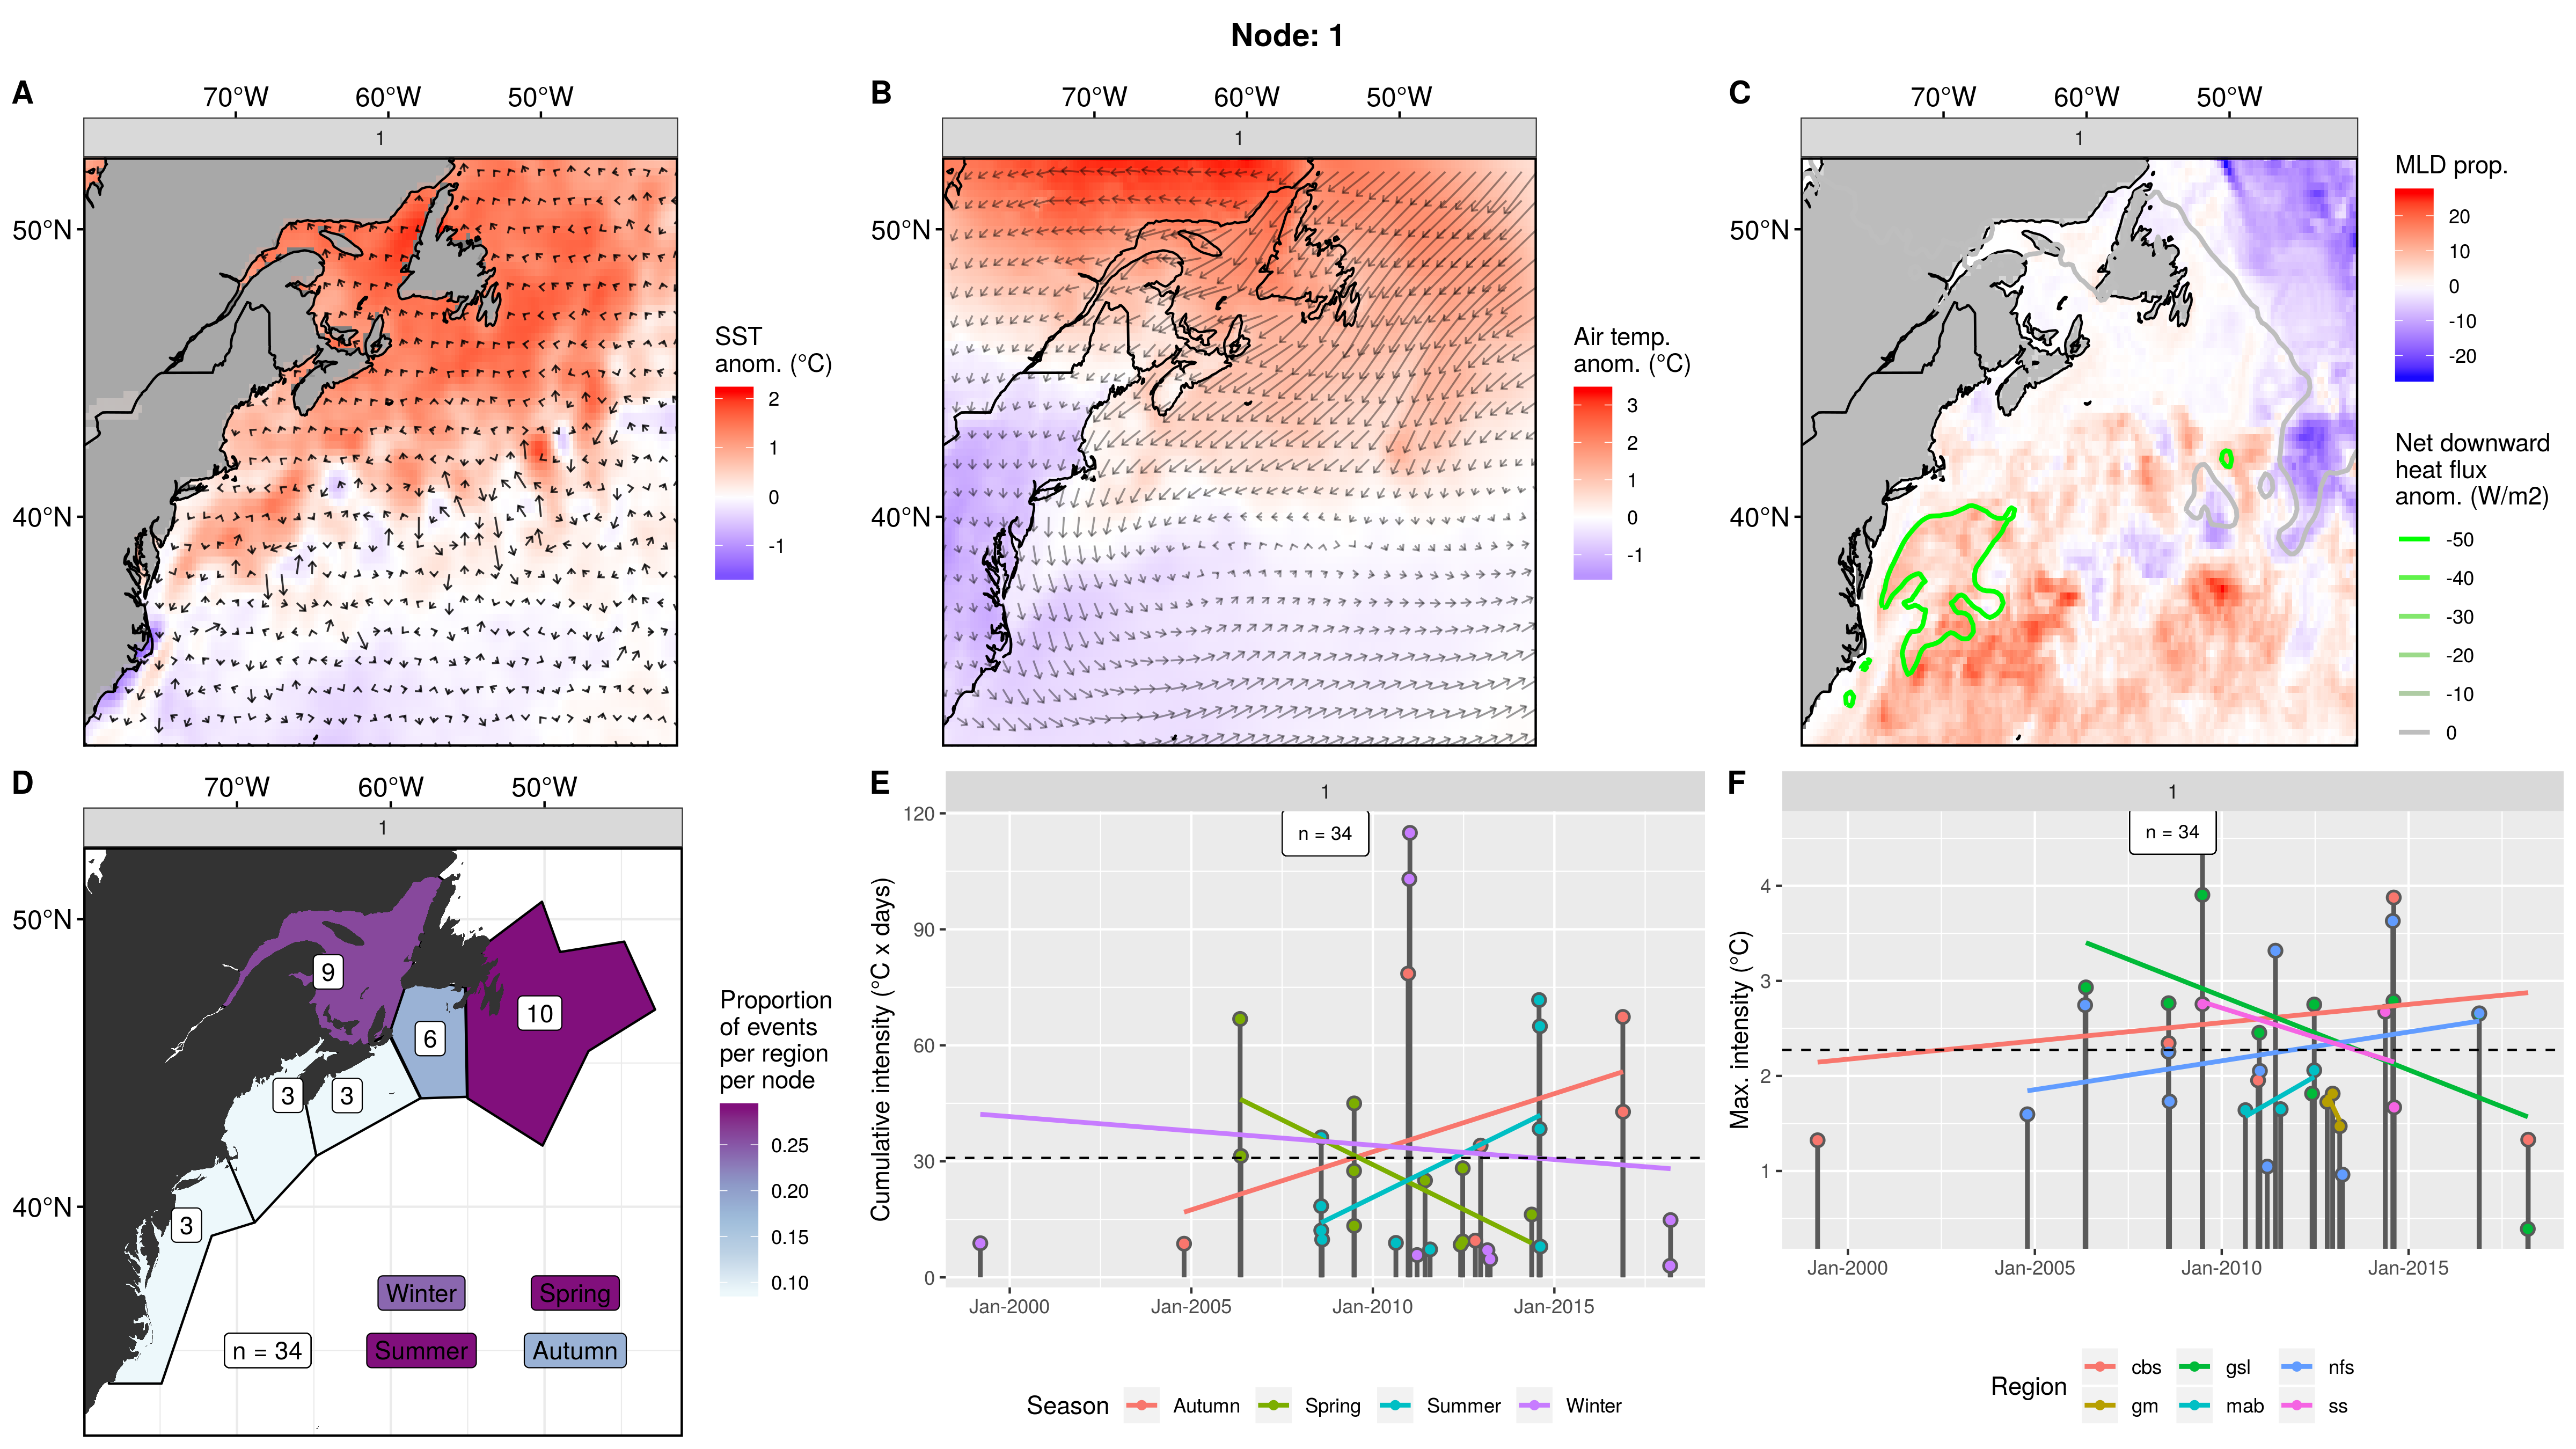 Node: 1
A
70°W 60°W 50°W
1
50°N
40°N
SST
anom. (°C)
2
1
0
-1
B
70°W 60°W 50°W
1
50°N
40°N
Air temp.
anom. (°C)
3
2
1
0
-1
C
70°W 60°W 50°W
1
50°N
40°N
MLD prop.
20
10
0
-10
-20
Net downward
heat flux
anom. (W/m2)
-50
-40
-30
-20
-10
0
D
70°W 60°W 50°W
1
50°N
40°N
9
10
6
3
3
3
Winter
Spring
n = 34
Summer
Autumn
Proportion
of events
per region
per node
0.25
0.20
0.15
0.10
E
1
n = 34
Cumulative intensity (°C x days)
120
90
60
30
0
Jan-2000 Jan-2005 Jan-2010 Jan-2015
Season Autumn Spring Summer Winter
F
1
n = 34
Max. intensity (°C)
4
3
2
1
Jan-2000 Jan-2005 Jan-2010 Jan-2015
Region
cbs gsl nfs
gm mab ss